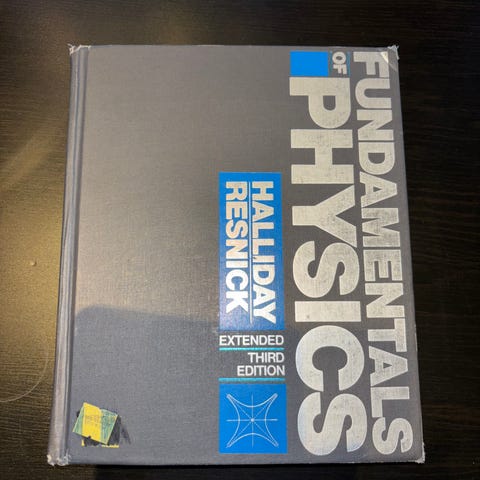 FUNDAMENTALS
OF
PHYSICS
HALLIDAY
RESNICK
EXTENDED
THIRD
EDITION